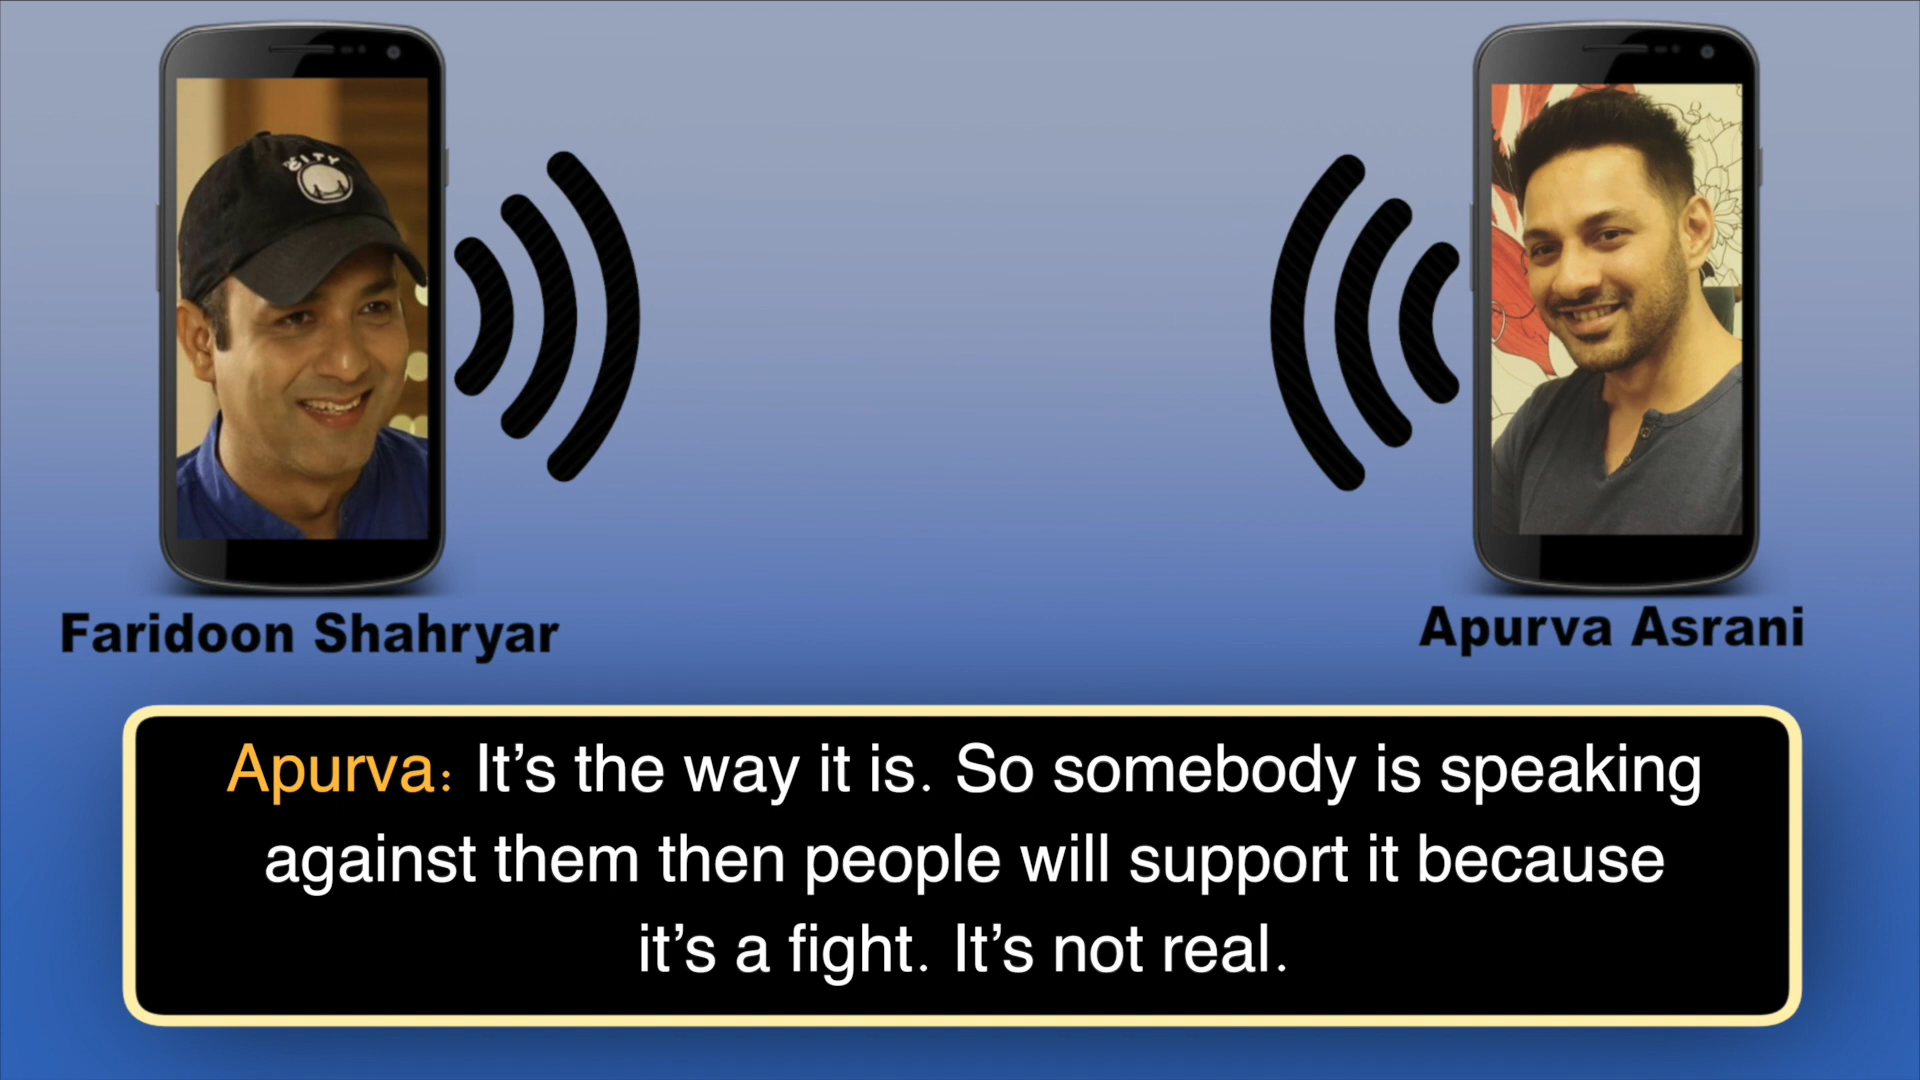 CITY
Faridoon Shahryar
Apurva Asrani
Apurva: It’s the way it is. So somebody is speaking
against them then people will support it because
it’s a fight. It’s not real.